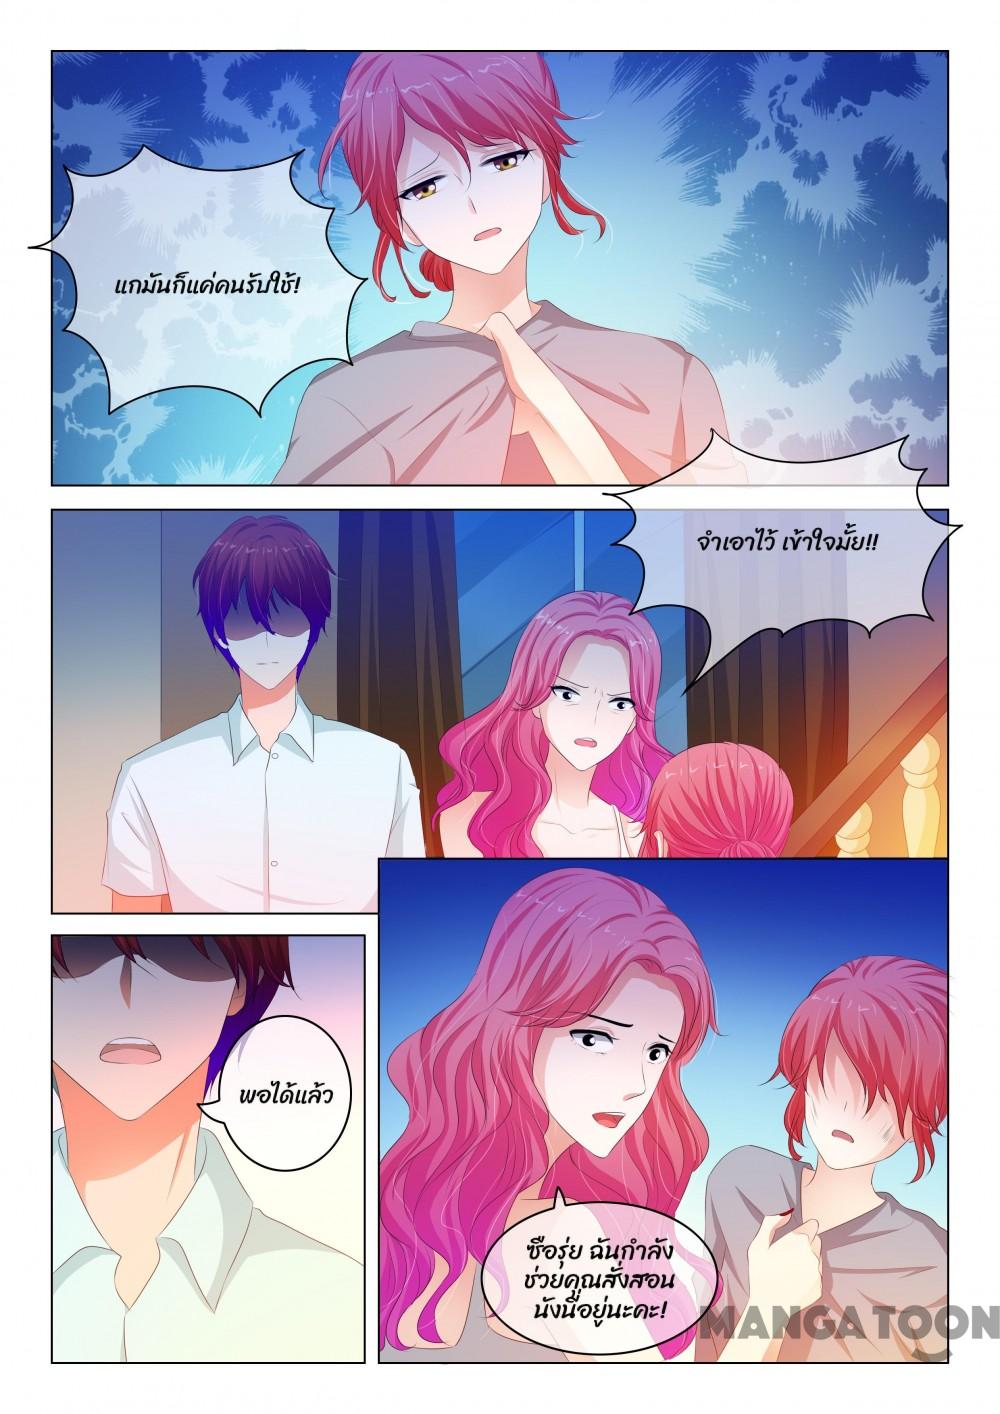 แกมันก็แค่คนรับใช้!
จำเอาไว้ เข้าใจมั้ย!!
พอได้แล้ว
ซือรุ่ย ฉันกำลัง
ช่วยคุณสั่งสอน
นังนี่อยู่นะคะ!
MANGATOON